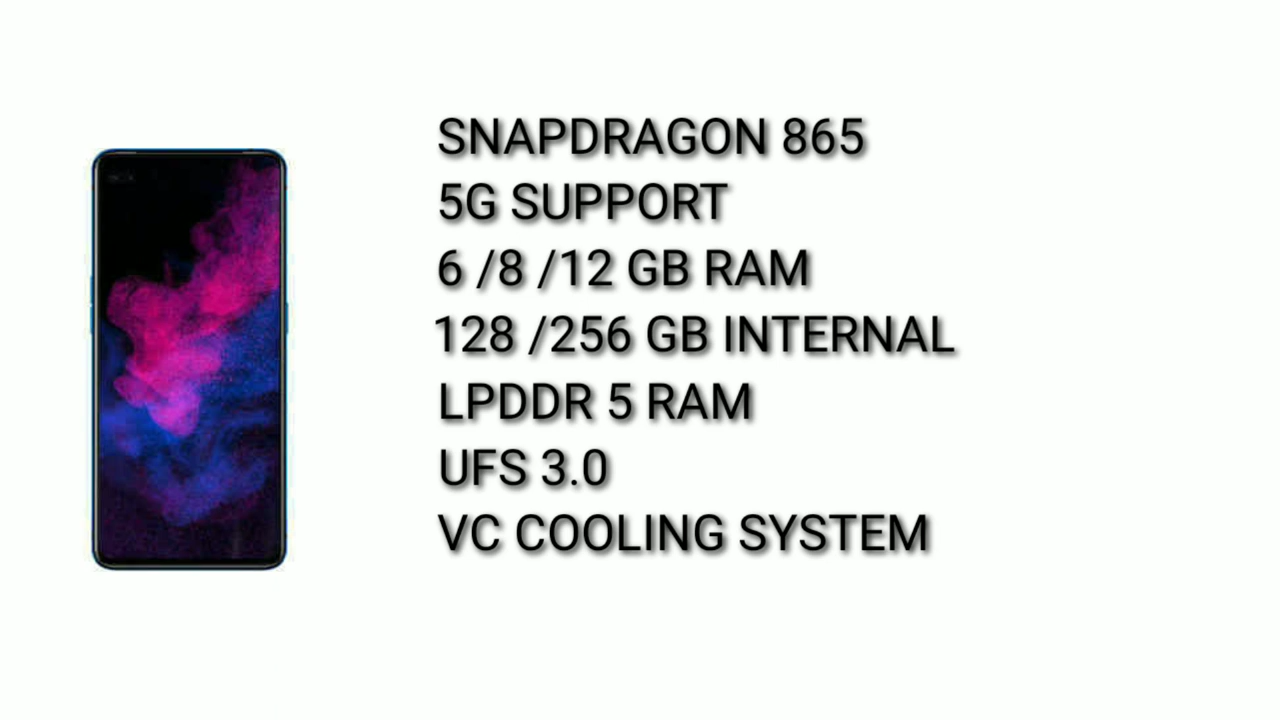 SNAPDRAGON 865
5G SUPPORT
6 /8 /12 GB RAM
128 /256 GB INTERNAL
LPDDR 5 RAM
UFS 3.0
VC COOLING SYSTEM